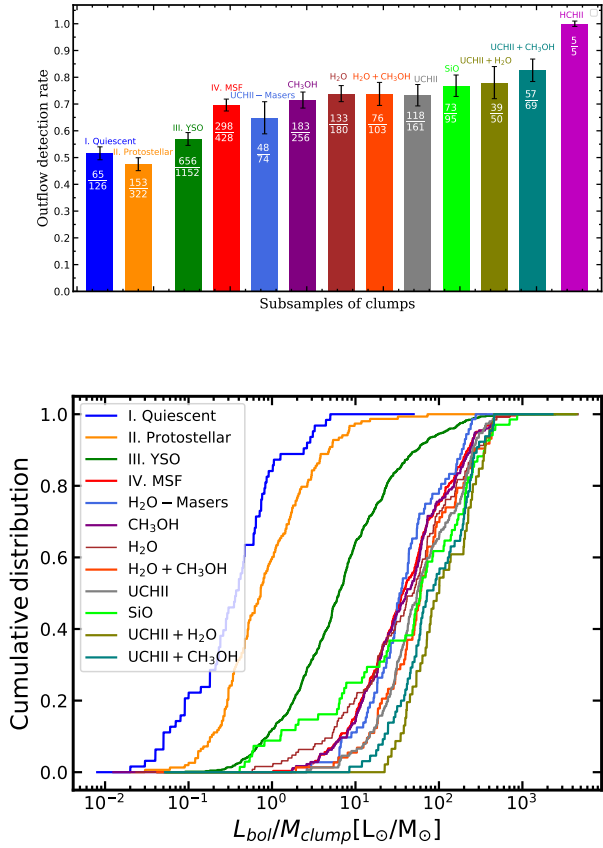 HCHII
1.0
5
5
UCHII+CH₃OH
0.9
UCHII+H₂O
SiO
H₂O
H₂O+CH₃OH
UCHII
0.8
CH₃OH
IV. MSF
UCHII−Masers
0.7
III. YSO
0.6
I. Quiescent
II. Protostellar
0.5
0.4
0.3
0.2
0.1
0.0
65
126
153
322
656
1152
298
428
48
74
183
256
133
180
76
103
118
161
73
95
39
50
57
69
Outflow detection rate
Subsamples of clumps
1.0
0.8
0.6
0.4
0.2
0.0
Cumulative distribution
I. Quiescent
II. Protostellar
III. YSO
IV. MSF
H₂O−Masers
CH₃OH
H₂O
H₂O+CH₃OH
UCHII
SiO
UCHII+H₂O
UCHII+CH₃OH
10⁻²
10⁻¹
10⁰
10¹
10²
10³
L_bol/M_clump[L⊙/M⊙]